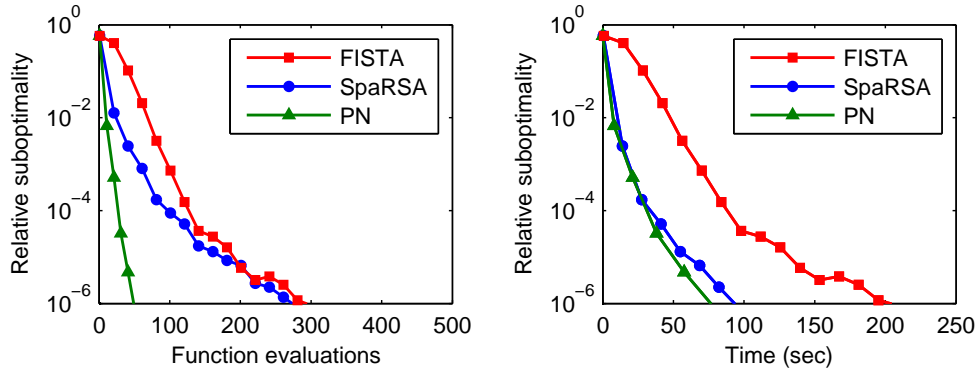 Relative suboptimality
10^0
10^-2
10^-4
10^-6
0
100
200
300
400
500
Function evaluations
FISTA
SpaRSA
PN
Relative suboptimality
10^0
10^-2
10^-4
10^-6
0
50
100
150
200
250
Time (sec)
FISTA
SpaRSA
PN